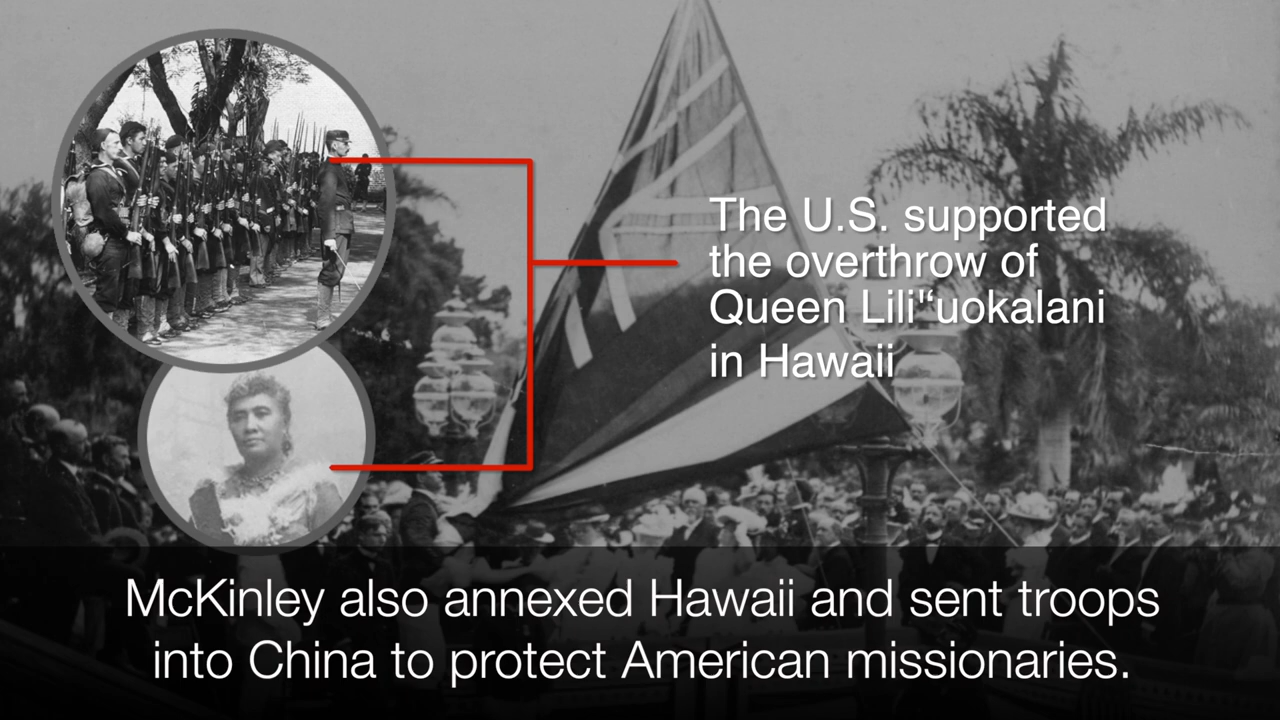 The U.S. supported
the overthrow of
Queen Lili"“uokalani
in Hawaii
McKinley also annexed Hawaii and sent troops
into China to protect American missionaries.